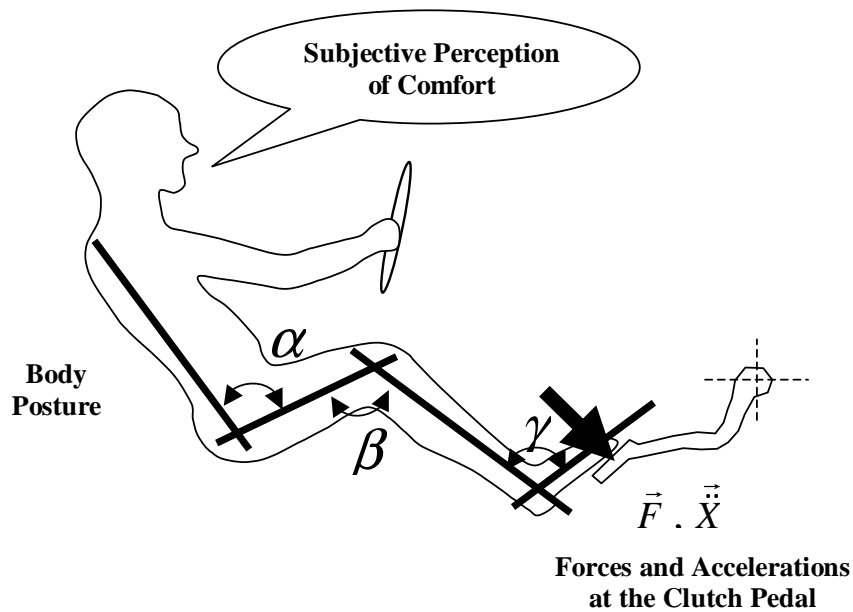 Subjective Perception
of Comfort
α
Body
Posture
β
γ
F⃗ , Ẍ⃗
Forces and Accelerations
at the Clutch Pedal